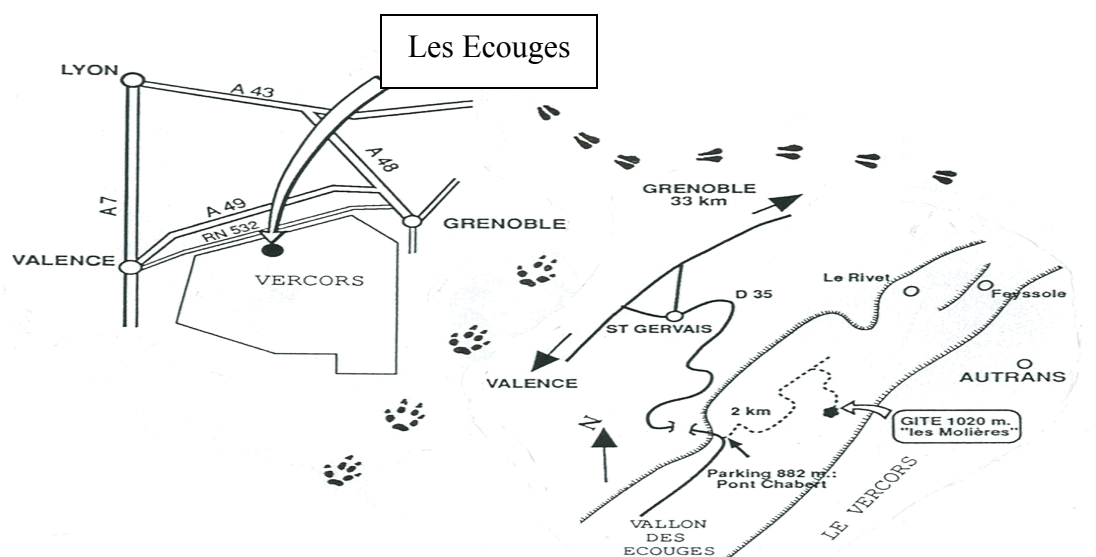 Les Ecouges
LYON
A 43
A 48
A 7
A 49
RN 532
GRENOBLE
VALENCE
VERCORS
GRENOBLE
33 km
D 35
Le Rivet
Feyssole
ST GERVAIS
VALENCE
AUTRANS
2 km
GITE 1020 m.
"les Molières"
N
Parking 882 m.:
Pont Chabert
LE VERCORS
VALLON
DES
ECOUGES